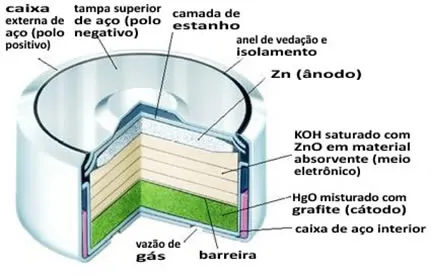 caixa
externa de
aço (polo
positivo)
tampa superior
de aço (polo
negativo)
camada de
estanho
anel de vedação e
isolamento
Zn (ânodo)
KOH saturado com
ZnO em material
absorvente (meio
eletrônico)
HgO misturado com
grafite (cátodo)
caixa de aço interior
barreira
vazão de
gás